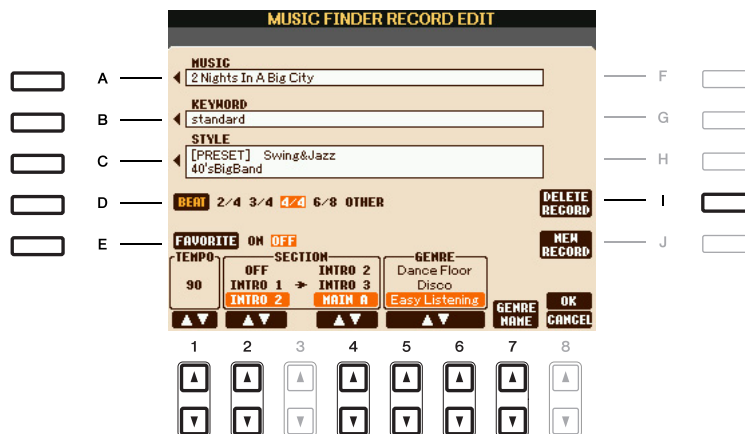 MUSIC FINDER RECORD EDIT
MUSIC
A
2 Nights In A Big City
F
KEYWORD
B
standard
G
STYLE
C
[PRESET] Swing&Jazz
40'sBigBand
H
D
BEAT 2/4 3/4 4/4 6/8 OTHER
DELETE
RECORD
I
E
FAVORITE ON OFF
NEW
RECORD
J
TEMPO SECTION GENRE
OFF INTRO 2 Dance Floor
90 INTRO 1 INTRO 3 Disco
INTRO 2 MAIN A Easy Listening
GENRE
NAME
OK
CANCEL
1 2 3 4 5 6 7 8